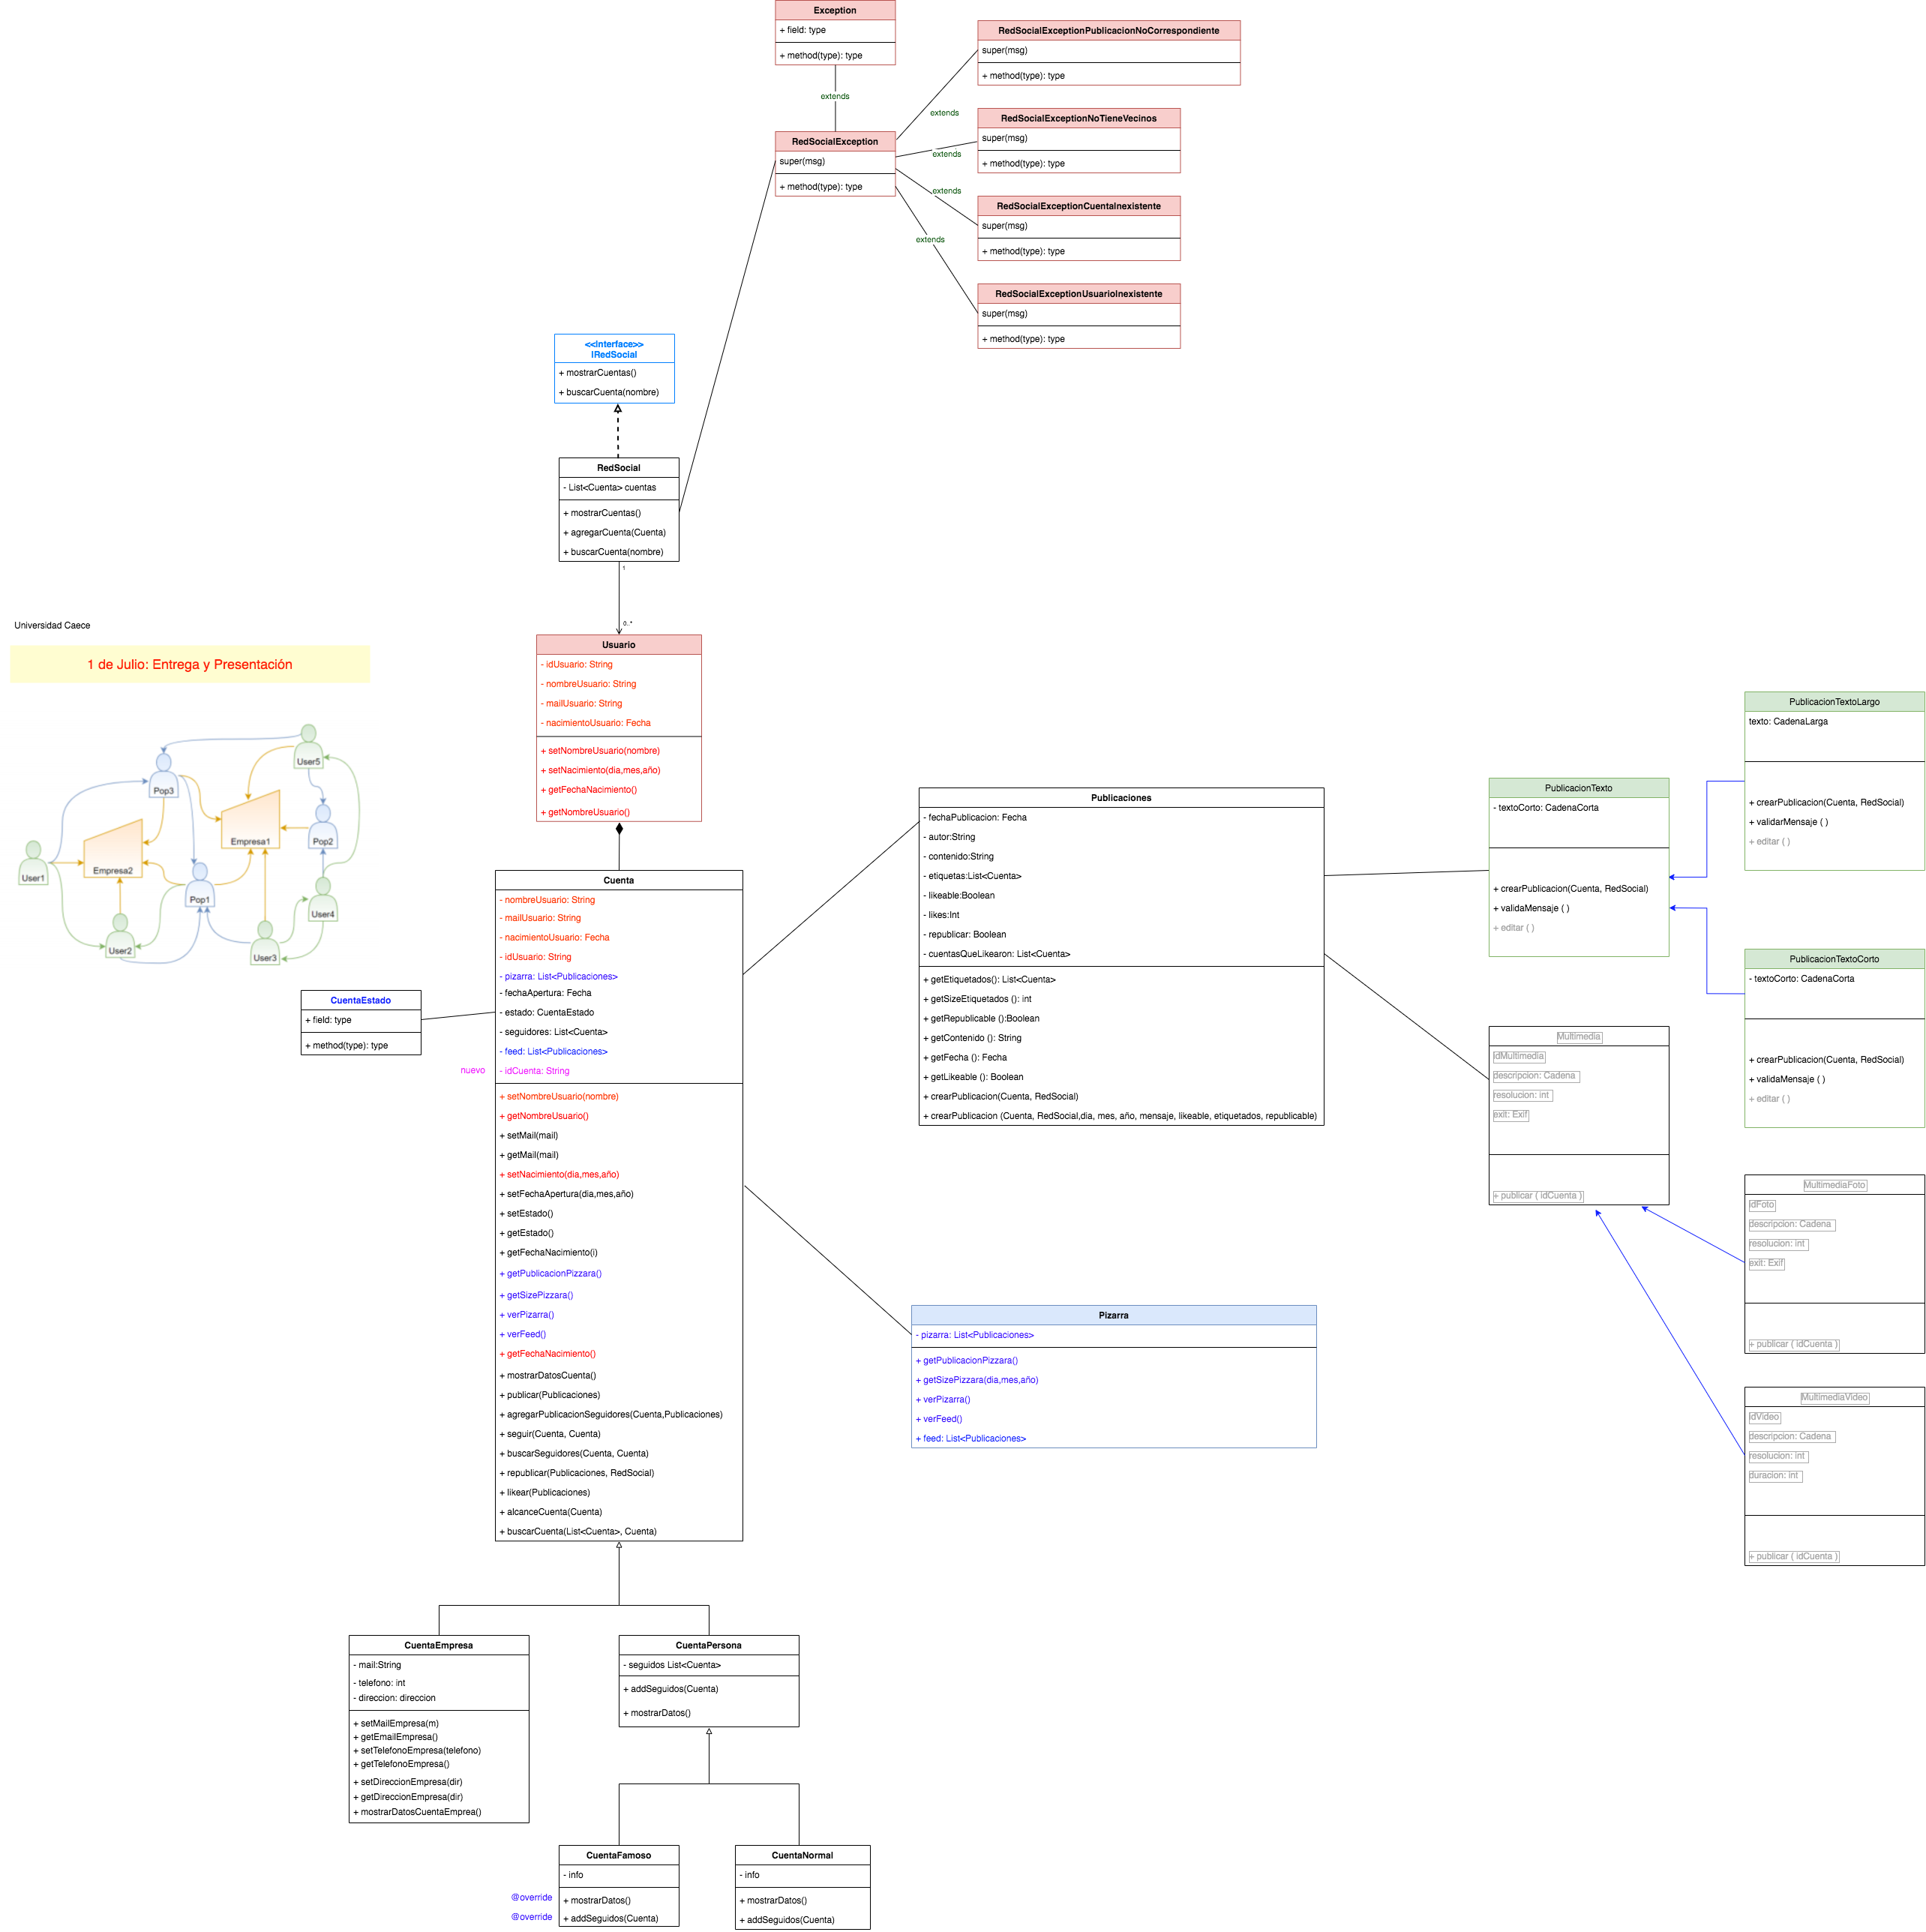 Exception
+ field: type
+ method(type): type
extends
RedSocialException
super(msg)
+ method(type): type
RedSocialExceptionPublicacionNoCorrespondiente
super(msg)
+ method(type): type
extends
RedSocialExceptionNoTieneVecinos
super(msg)
+ method(type): type
extends
RedSocialExceptionCuentaInexistente
super(msg)
+ method(type): type
extends
RedSocialExceptionUsuarioInexistente
super(msg)
+ method(type): type
extends
<<Interface>>
IRedSocial
+ mostrarCuentas()
+ buscarCuenta(nombre)
RedSocial
- List<Cuenta> cuentas
+ mostrarCuentas()
+ agregarCuenta(Cuenta)
+ buscarCuenta(nombre)
1
0..*
Universidad Caece
1 de Julio: Entrega y Presentación
User5
Pop3
Pop2
Empresa1
Empresa2
User1
Pop1
User4
User2
User3
Usuario
- idUsuario: String
- nombreUsuario: String
- mailUsuario: String
- nacimientoUsuario: Fecha
+ setNombreUsuario(nombre)
+ setNacimiento(dia,mes,año)
+ getFechaNacimiento()
+ getNombreUsuario()
CuentaEstado
+ field: type
+ method(type): type
nuevo
Cuenta
- nombreUsuario: String
- mailUsuario: String
- nacimientoUsuario: Fecha
- idUsuario: String
- pizarra: List<Publicaciones>
- fechaApertura: Fecha
- estado: CuentaEstado
- seguidores: List<Cuenta>
- feed: List<Publicaciones>
- idCuenta: String
+ setNombreUsuario(nombre)
+ getNombreUsuario()
+ setMail(mail)
+ getMail(mail)
+ setNacimiento(dia,mes,año)
+ setFechaApertura(dia,mes,año)
+ setEstado()
+ getEstado()
+ getFechaNacimiento(i)
+ getPublicacionPizzara()
+ getSizePizzara()
+ verPizarra()
+ verFeed()
+ getFechaNacimiento()
+ mostrarDatosCuenta()
+ publicar(Publicaciones)
+ agregarPublicacionSeguidores(Cuenta,Publicaciones)
+ seguir(Cuenta, Cuenta)
+ buscarSeguidores(Cuenta, Cuenta)
+ republicar(Publicaciones, RedSocial)
+ likear(Publicaciones)
+ alcanceCuenta(Cuenta)
+ buscarCuenta(List<Cuenta>, Cuenta)
Publicaciones
- fechaPublicacion: Fecha
- autor:String
- contenido:String
- etiquetas:List<Cuenta>
- likeable:Boolean
- likes:Int
- republicar: Boolean
- cuentasQueLikearon: List<Cuenta>
+ getEtiquetados(): List<Cuenta>
+ getSizeEtiquetados (): int
+ getRepublicable ():Boolean
+ getContenido (): String
+ getFecha (): Fecha
+ getLikeable (): Boolean
+ crearPublicacion(Cuenta, RedSocial)
+ crearPublicacion (Cuenta, RedSocial,dia, mes, año, mensaje, likeable, etiquetados, republicable)
Pizarra
- pizarra: List<Publicaciones>
+ getPublicacionPizzara()
+ getSizePizzara(dia,mes,año)
+ verPizarra()
+ verFeed()
+ feed: List<Publicaciones>
PublicacionTexto
- textoCorto: CadenaCorta
+ crearPublicacion(Cuenta, RedSocial)
+ validaMensaje ( )
+ editar ( )
PublicacionTextoLargo
texto: CadenaLarga
+ crearPublicacion(Cuenta, RedSocial)
+ validarMensaje ( )
+ editar ( )
PublicacionTextoCorto
- textoCorto: CadenaCorta
+ crearPublicacion(Cuenta, RedSocial)
+ validaMensaje ( )
+ editar ( )
Multimedia
idMultimedia
descripcion: Cadena
resolucion: int
exit: Exif
+ publicar ( idCuenta )
MultimediaFoto
idFoto
descripcion: Cadena
resolucion: int
exit: Exif
+ publicar ( idCuenta )
MultimediaVideo
idVideo
descripcion: Cadena
resolucion: int
duracion: int
+ publicar ( idCuenta )
CuentaEmpresa
- mail:String
- telefono: int
- direccion: direccion
+ setMailEmpresa(m)
+ getEmailEmpresa()
+ setTelefonoEmpresa(telefono)
+ getTelefonoEmpresa()
+ setDireccionEmpresa(dir)
+ getDireccionEmpresa(dir)
+ mostrarDatosCuentaEmprea()
CuentaPersona
- seguidos List<Cuenta>
+ addSeguidos(Cuenta)
+ mostrarDatos()
CuentaFamoso
- info
@override
+ mostrarDatos()
@override
+ addSeguidos(Cuenta)
CuentaNormal
- info
+ mostrarDatos()
+ addSeguidos(Cuenta)